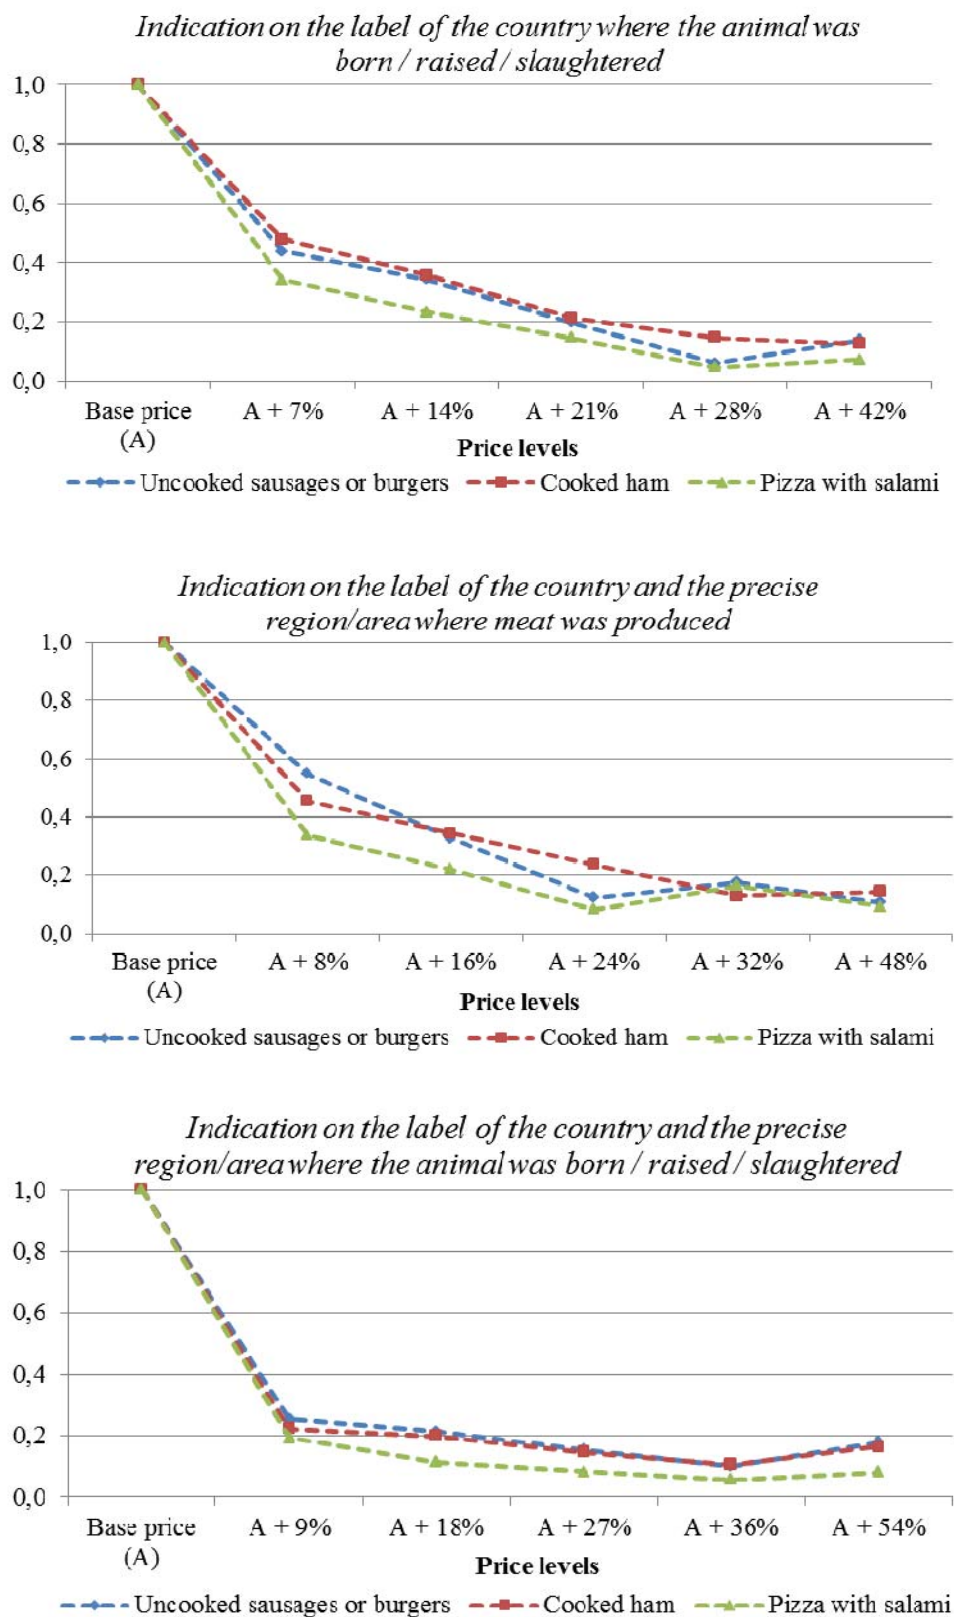 Indication on the label of the country where the animal was
born / raised / slaughtered
1,0
0,8
0,6
0,4
0,2
0,0
Base price A + 7% A + 14% A + 21% A + 28% A + 42%
(A)
Price levels
Uncooked sausages or burgers Cooked ham Pizza with salami
Indication on the label of the country and the precise
region/area where meat was produced
1,0
0,8
0,6
0,4
0,2
0,0
Base price A + 8% A + 16% A + 24% A + 32% A + 48%
(A)
Price levels
Uncooked sausages or burgers Cooked ham Pizza with salami
Indication on the label of the country and the precise
region/area where the animal was born / raised / slaughtered
1,0
0,8
0,6
0,4
0,2
0,0
Base price A + 9% A + 18% A + 27% A + 36% A + 54%
(A)
Price levels
Uncooked sausages or burgers Cooked ham Pizza with salami